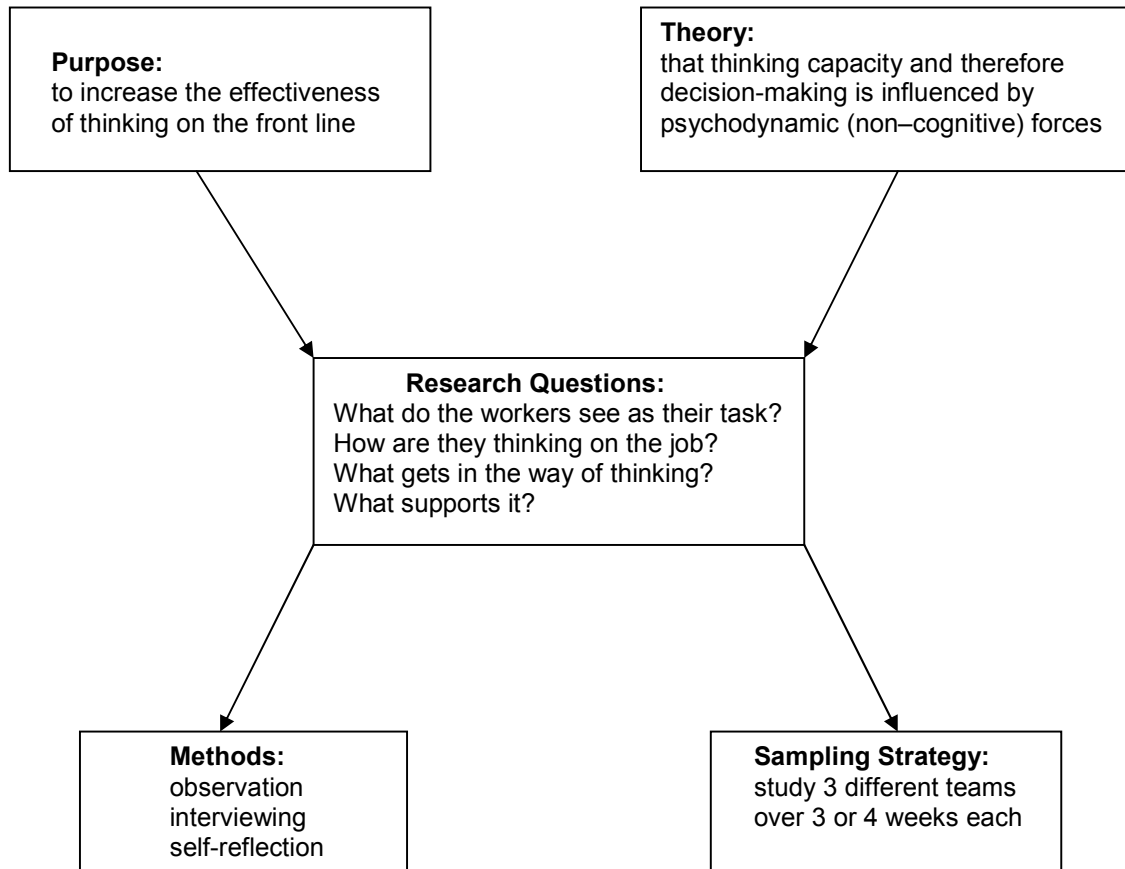 Purpose:
to increase the effectiveness
of thinking on the front line
Theory:
that thinking capacity and therefore
decision-making is influenced by
psychodynamic (non–cognitive) forces
Research Questions:
What do the workers see as their task?
How are they thinking on the job?
What gets in the way of thinking?
What supports it?
Methods:
observation
interviewing
self-reflection
Sampling Strategy:
study 3 different teams
over 3 or 4 weeks each